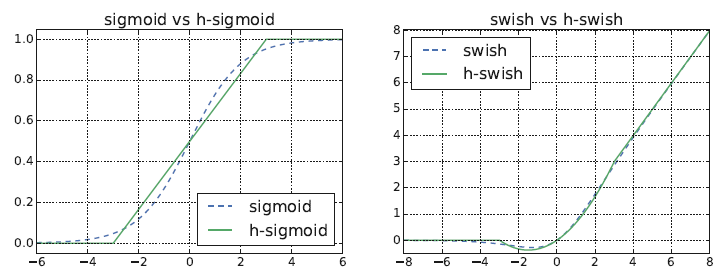 sigmoid vs h-sigmoid
1.0
0.8
0.6
0.4
0.2
0.0
−6 −4 −2 0 2 4 6
sigmoid
h-sigmoid
swish vs h-swish
8
7
6
5
4
3
2
1
0
−8 −6 −4 −2 0 2 4 6 8
swish
h-swish